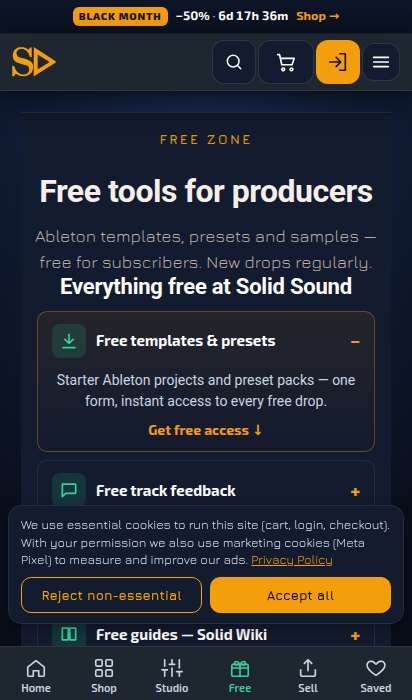 BLACK MONTH −50% · 6d 17h 36m Shop →
S
FREE ZONE
Free tools for producers
Ableton templates, presets and samples —
free for subscribers. New drops regularly.
Everything free at Solid Sound
Free templates & presets −
Starter Ableton projects and preset packs — one
form, instant access to every free drop.
Get free access ↓
Free track feedback +
We use essential cookies to run this site (cart, login, checkout).
With your permission we also use marketing cookies (Meta
Pixel) to measure and improve our ads. Privacy Policy
Reject non-essential Accept all
Free guides — Solid Wiki +
Home Shop Studio Free Sell Saved